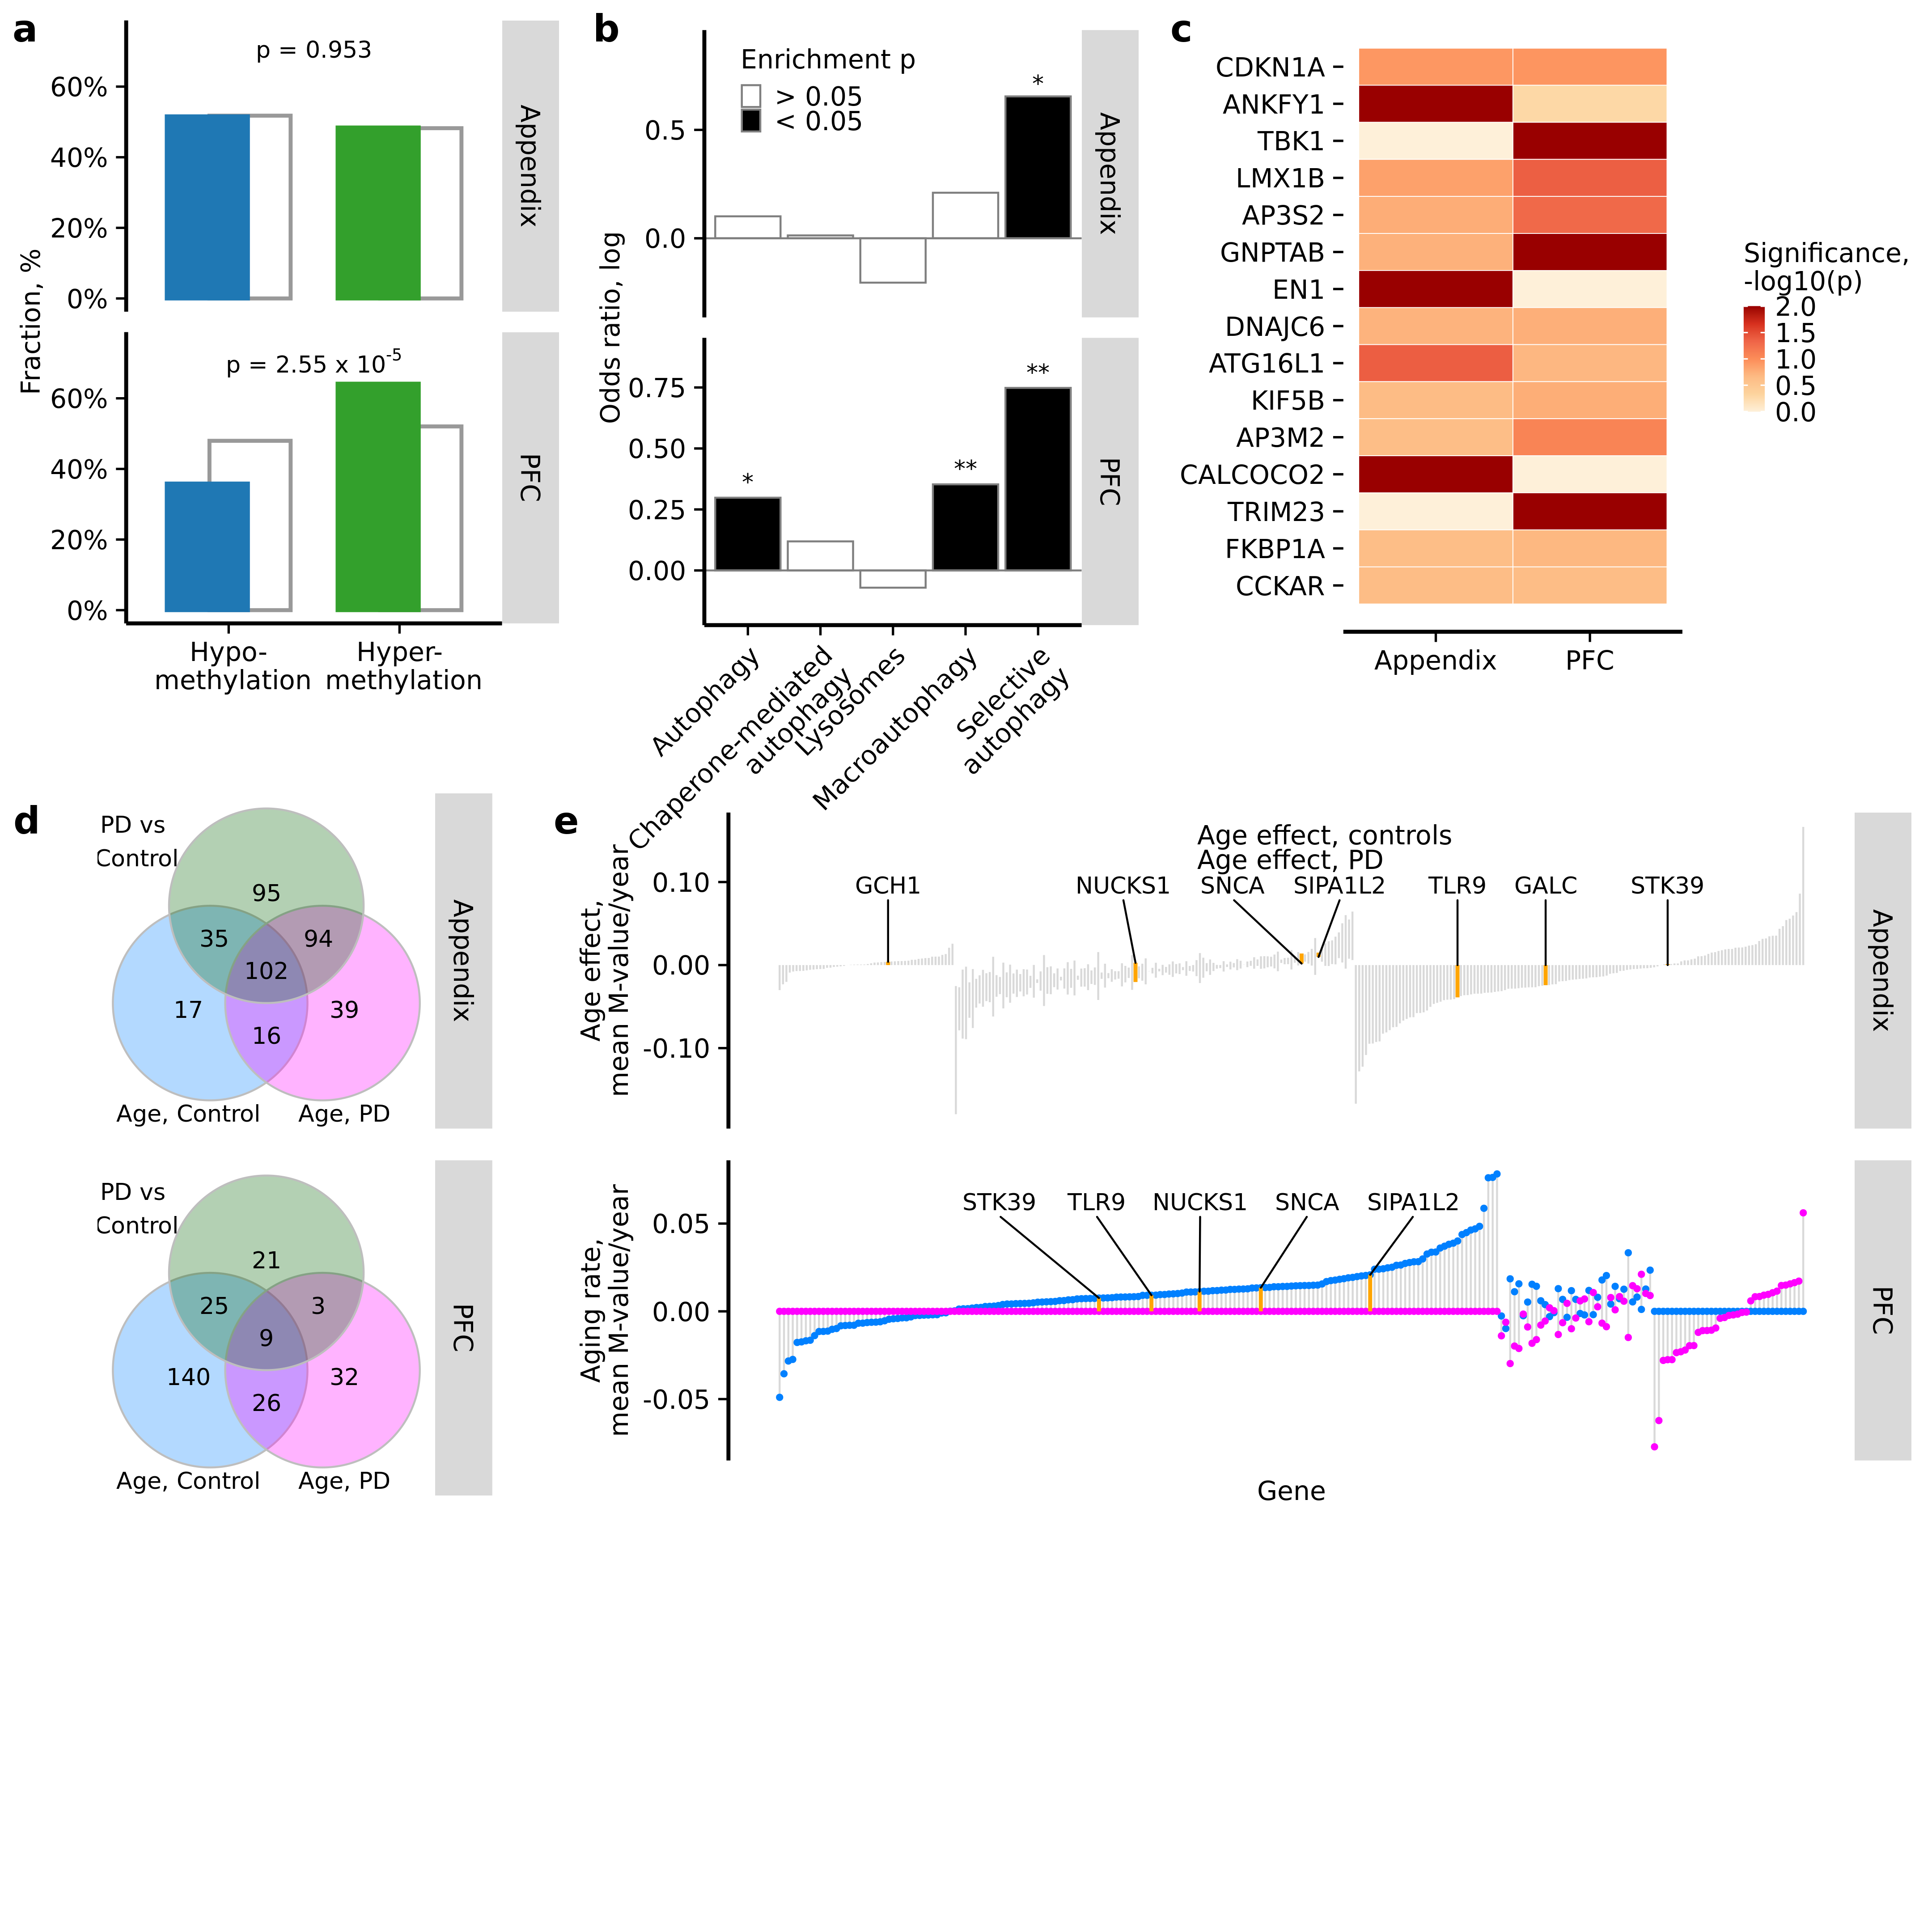 a
p = 0.953
60%
40%
20%
0%
Appendix
Fraction, %
p = 2.55 x 10-5
60%
40%
20%
0%
PFC
Hypo-
methylation
Hyper-
methylation
b
Enrichment p
> 0.05
< 0.05
*
0.5
0.0
Appendix
Odds ratio, log
*
**
**
0.75
0.50
0.25
0.00
PFC
Autophagy
Chaperone-mediated
autophagy
Lysosomes
Macroautophagy
Selective
autophagy
c
CDKN1A
ANKFY1
TBK1
LMX1B
AP3S2
GNPTAB
EN1
DNAJC6
ATG16L1
KIF5B
AP3M2
CALCOCO2
TRIM23
FKBP1A
CCKAR
Appendix
PFC
Significance,
-log10(p)
2.0
1.5
1.0
0.5
0.0
d
PD vs
Control
95
35
94
102
17
39
16
Age, Control
Age, PD
Appendix
PD vs
Control
21
25
3
9
140
32
26
Age, Control
Age, PD
PFC
e
Age effect, controls
Age effect, PD
GCH1
NUCKS1
SNCA
SIPA1L2
TLR9
GALC
STK39
Age effect,
mean M-value/year
0.10
0.00
-0.10
Appendix
STK39
TLR9
NUCKS1
SNCA
SIPA1L2
Aging rate,
mean M-value/year
0.05
0.00
-0.05
PFC
Gene